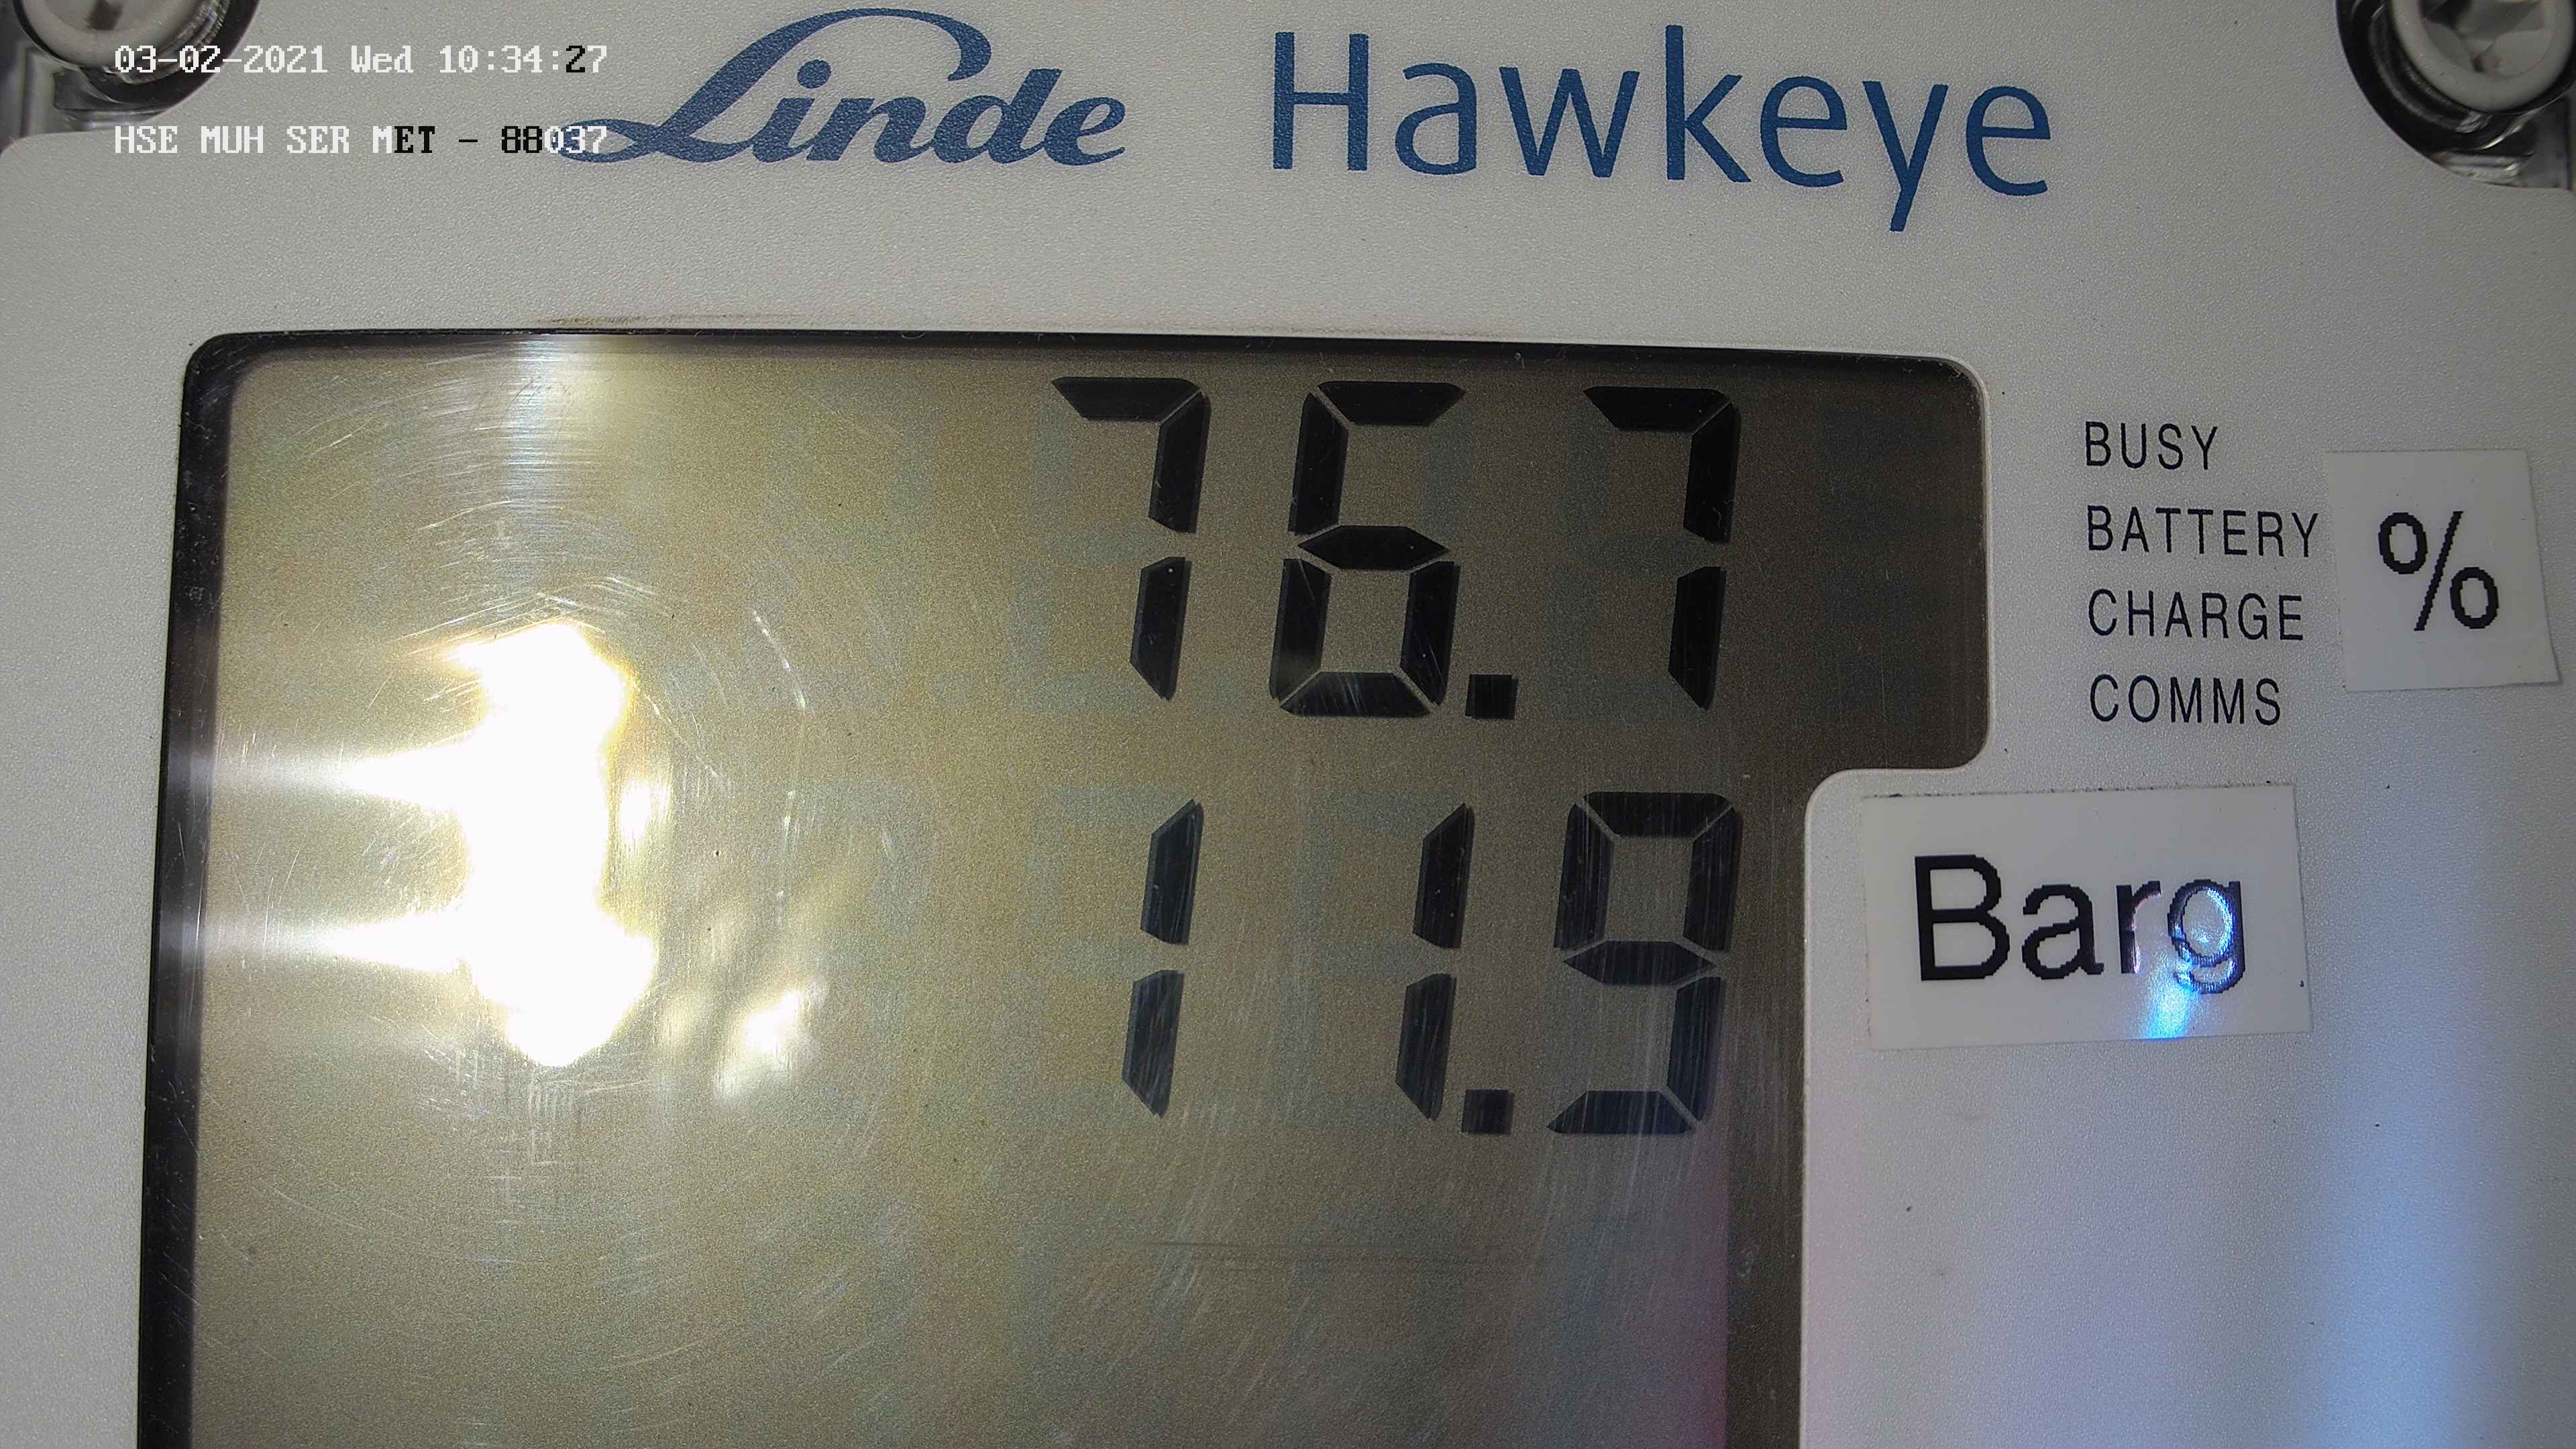 03-02-2021 Wed 10:34:27
HSE MUH SER MET - 88037
Linde Hawkeye
76.7
BUSY
BATTERY
CHARGE
COMMS
%
11.9
Barg